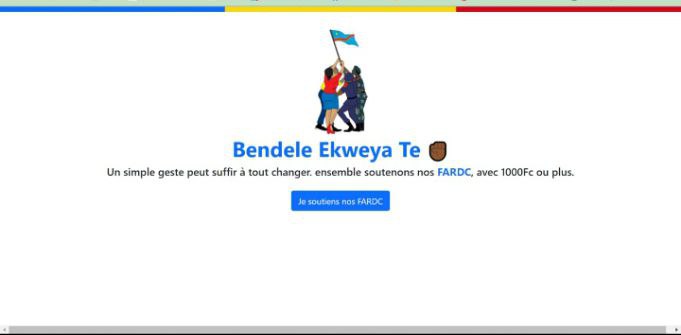 Bendele Ekweya Te ✊🏾
Un simple geste peut suffir à tout changer. ensemble soutenons nos FARDC, avec 1000Fc ou plus.
Je soutiens nos FARDC